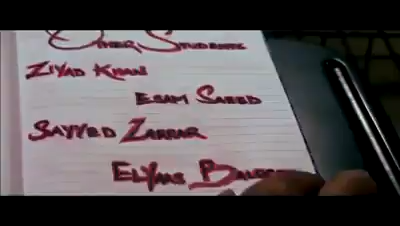 Other Students
Ziyad Khan
Esam Saeed
Sayyed Zarrar
Elyaas